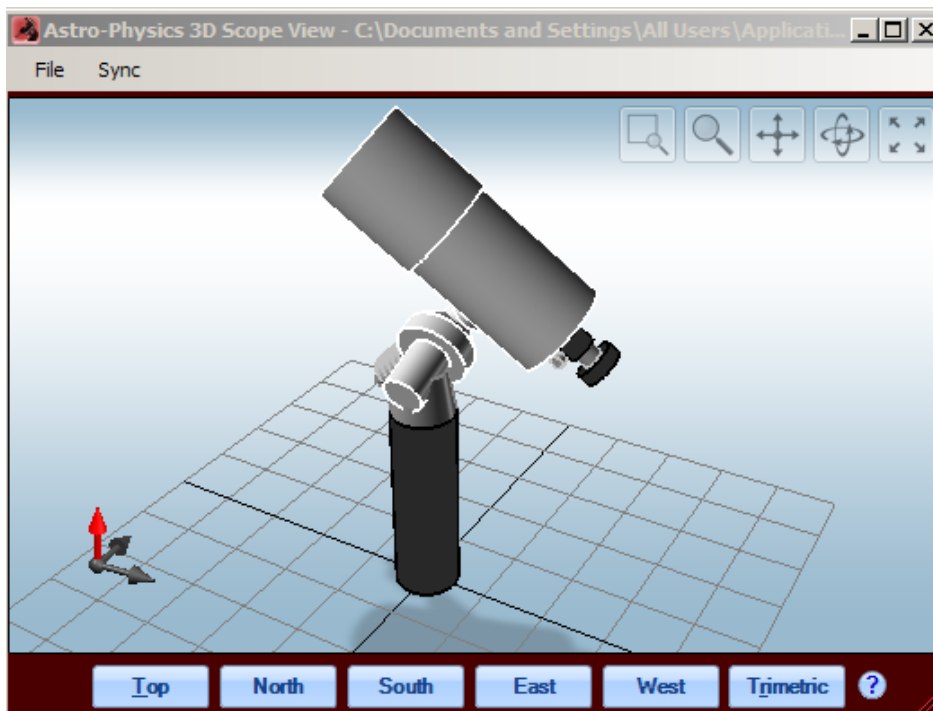 Astro-Physics 3D Scope View - C:\Documents and Settings\All Users\Applicati...
File Sync
Top North South East West Trimetric ?